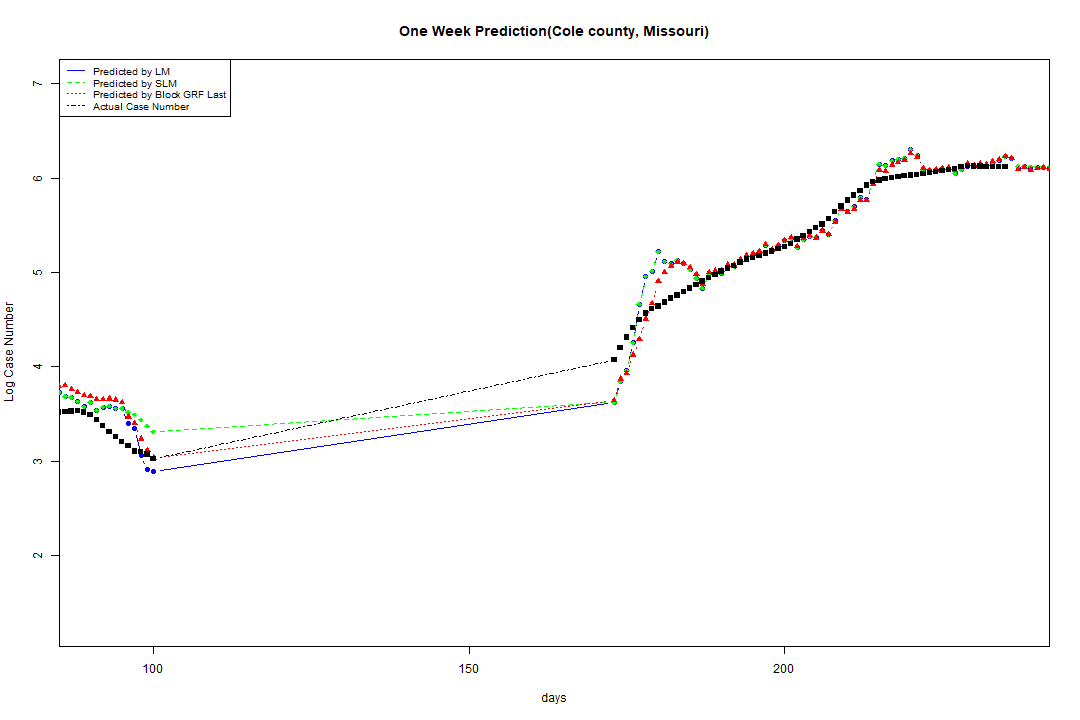 One Week Prediction(Cole county, Missouri)
Predicted by LM
Predicted by SLM
Predicted by Block GRF Last
Actual Case Number
7
6
5
4
3
2
Log Case Number
100
150
200
days